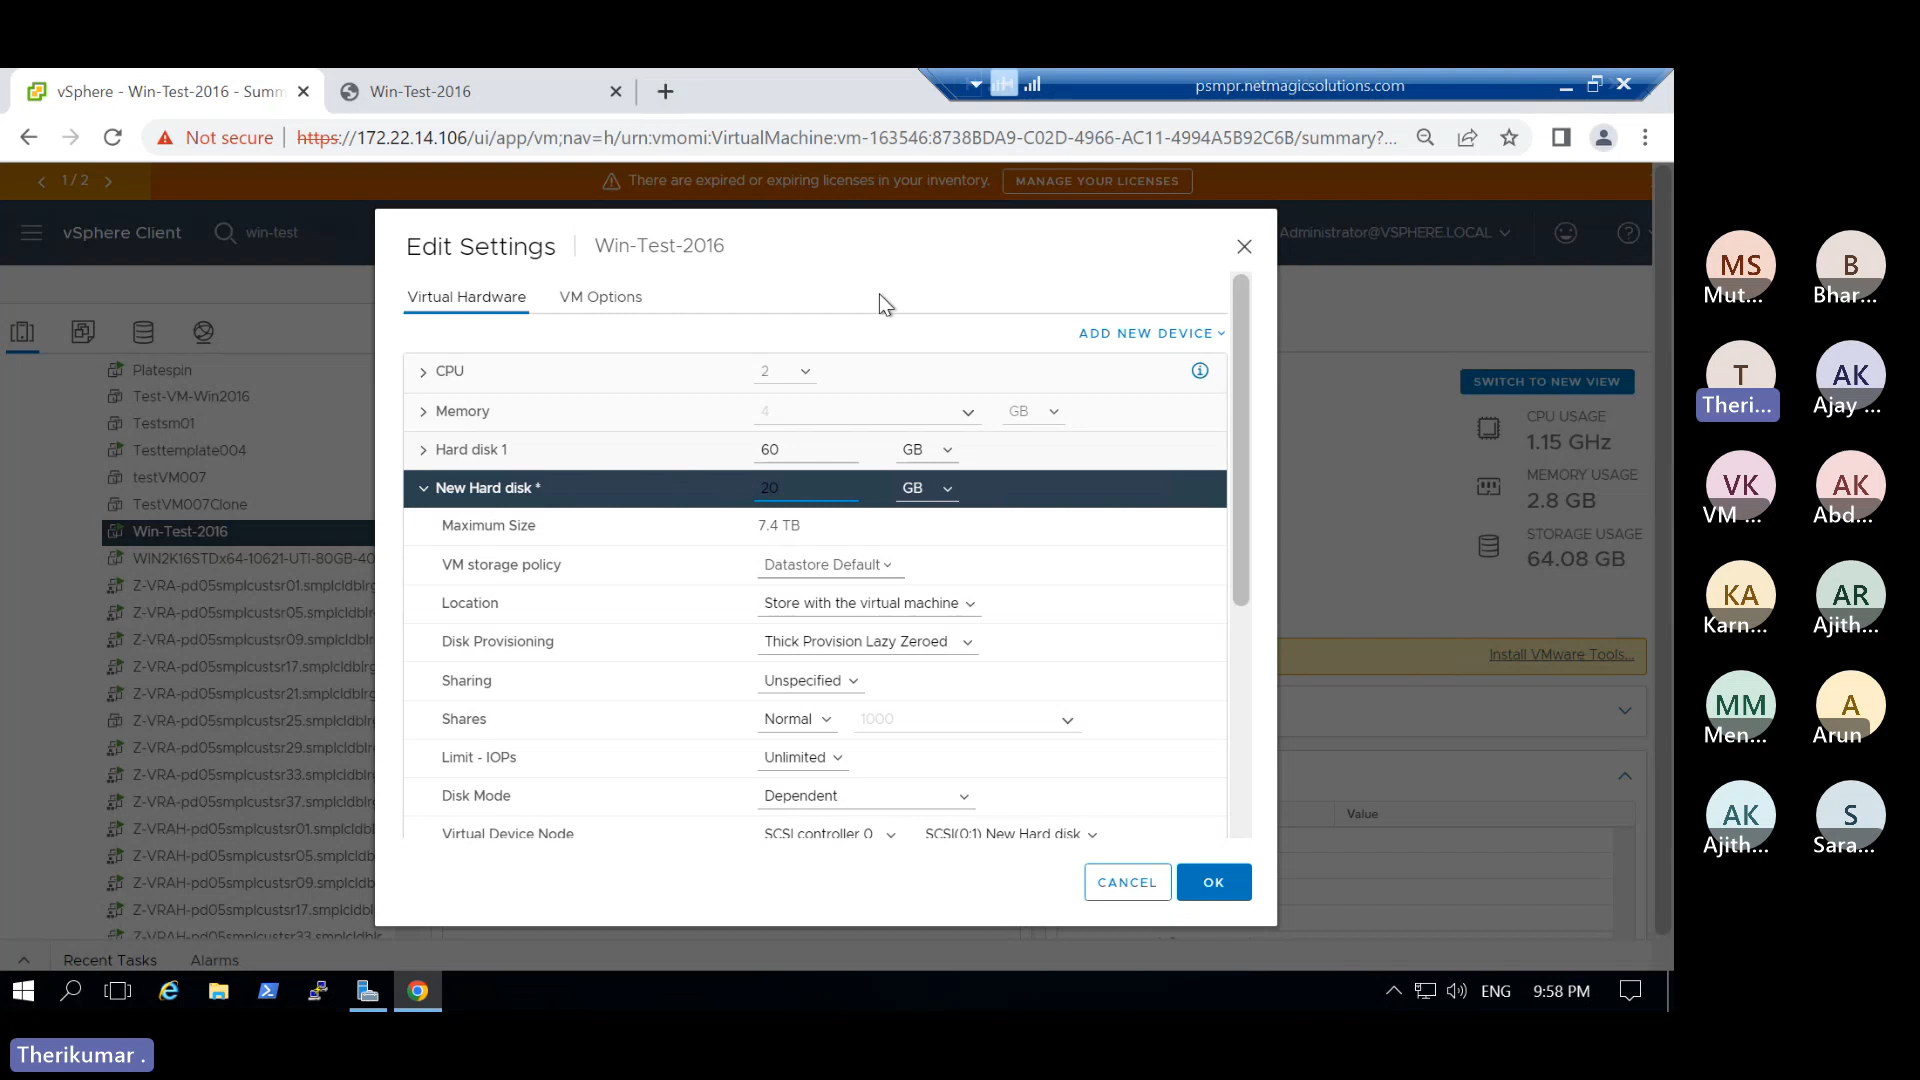 vSphere - Win-Test-2016 - Summ
Win-Test-2016
psmpr.netmagicsolutions.com
Not secure
https://172.22.14.106/ui/app/vm;nav=h/urn:vmomi:VirtualMachine:vm-163546:8738BDA9-C02D-4966-AC11-4994A5B92C6B/summary?...
1 / 2
There are expired or expiring licenses in your inventory.
MANAGE YOUR LICENSES
vSphere Client
win-test
Administrator@VSPHERE.LOCAL
Edit Settings
Win-Test-2016
Virtual Hardware
VM Options
ADD NEW DEVICE
CPU
2
Memory
4
GB
Hard disk 1
60
GB
New Hard disk *
20
GB
Maximum Size
7.4 TB
VM storage policy
Datastore Default
Location
Store with the virtual machine
Disk Provisioning
Thick Provision Lazy Zeroed
Sharing
Unspecified
Shares
Normal
1000
Limit - IOPs
Unlimited
Disk Mode
Dependent
Virtual Device Node
SCSI controller 0
SCSI(0:1) New Hard disk
CANCEL
OK
Platespin
Test-VM-Win2016
Testsm01
Testtemplate004
testVM007
TestVM007Clone
Win-Test-2016
WIN2K16STDx64-10621-UTI-80GB-40
Z-VRA-pd05smplcustsr01.smplcldblrg
Z-VRA-pd05smplcustsr05.smplcldblrg
Z-VRA-pd05smplcustsr09.smplcldblrg
Z-VRA-pd05smplcustsr17.smplcldblrg
Z-VRA-pd05smplcustsr21.smplcldblrg
Z-VRA-pd05smplcustsr25.smplcldblrg
Z-VRA-pd05smplcustsr29.smplcldblrg
Z-VRA-pd05smplcustsr33.smplcldblrg
Z-VRA-pd05smplcustsr37.smplcldblrg
Z-VRAH-pd05smplcustsr01.smplcldbl
Z-VRAH-pd05smplcustsr05.smplcldbl
Z-VRAH-pd05smplcustsr09.smplcldbl
Z-VRAH-pd05smplcustsr17.smplcldbl
Z-VRAH-pd05smplcustsr33.smplcldblr
SWITCH TO NEW VIEW
CPU USAGE
1.15 GHz
MEMORY USAGE
2.8 GB
STORAGE USAGE
64.08 GB
Install VMware Tools...
Value
Recent Tasks
Alarms
ENG
9:58 PM
MS
Mut...
B
Bhar...
T
Theri...
AK
Ajay ...
VK
VM ...
AK
Abd...
KA
Karn...
AR
Ajith...
MM
Men...
A
Arun
AK
Ajith...
S
Sara...
Therikumar .